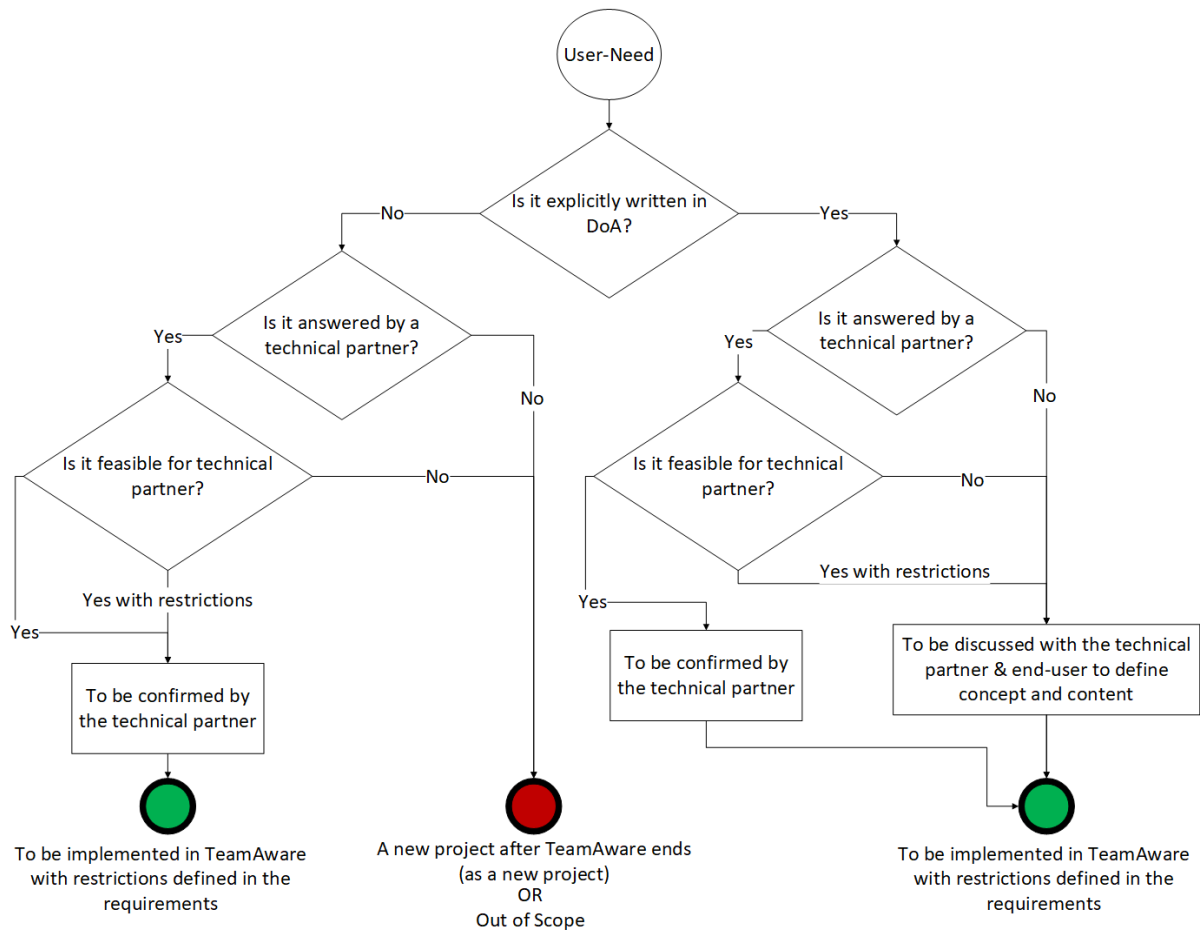 User-Need
Is it explicitly written in
DoA?
No
Yes
Is it answered by a
technical partner?
Is it answered by a
technical partner?
Yes
No
Yes
No
Is it feasible for technical
partner?
No
Is it feasible for technical
partner?
No
Yes with restrictions
Yes
Yes with restrictions
Yes
To be confirmed by
the technical partner
To be confirmed by
the technical partner
To be discussed with the technical
partner & end-user to define
concept and content
To be implemented in TeamAware
with restrictions defined in the
requirements
A new project after TeamAware ends
(as a new project)
OR
Out of Scope
To be implemented in TeamAware
with restrictions defined in the
requirements